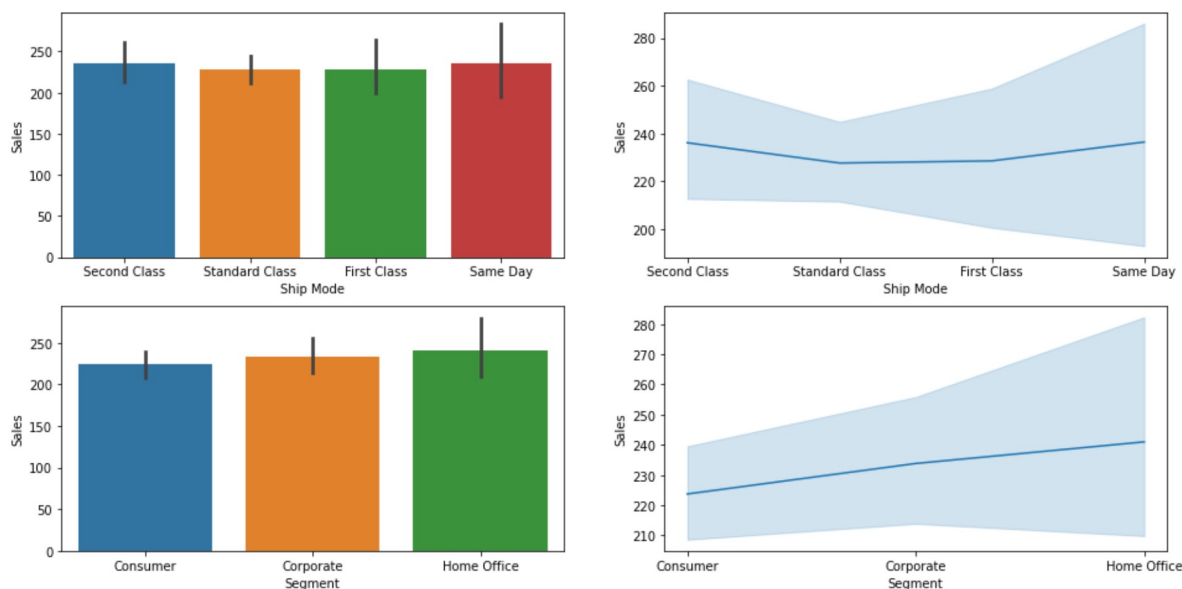 Sales
250
200
150
100
50
0
Second Class Standard Class First Class Same Day
Ship Mode
Sales
280
260
240
220
200
Second Class Standard Class First Class Same Day
Ship Mode
Sales
250
200
150
100
50
0
Consumer Corporate Home Office
Segment
Sales
280
270
260
250
240
230
220
210
Consumer Corporate Home Office
Segment